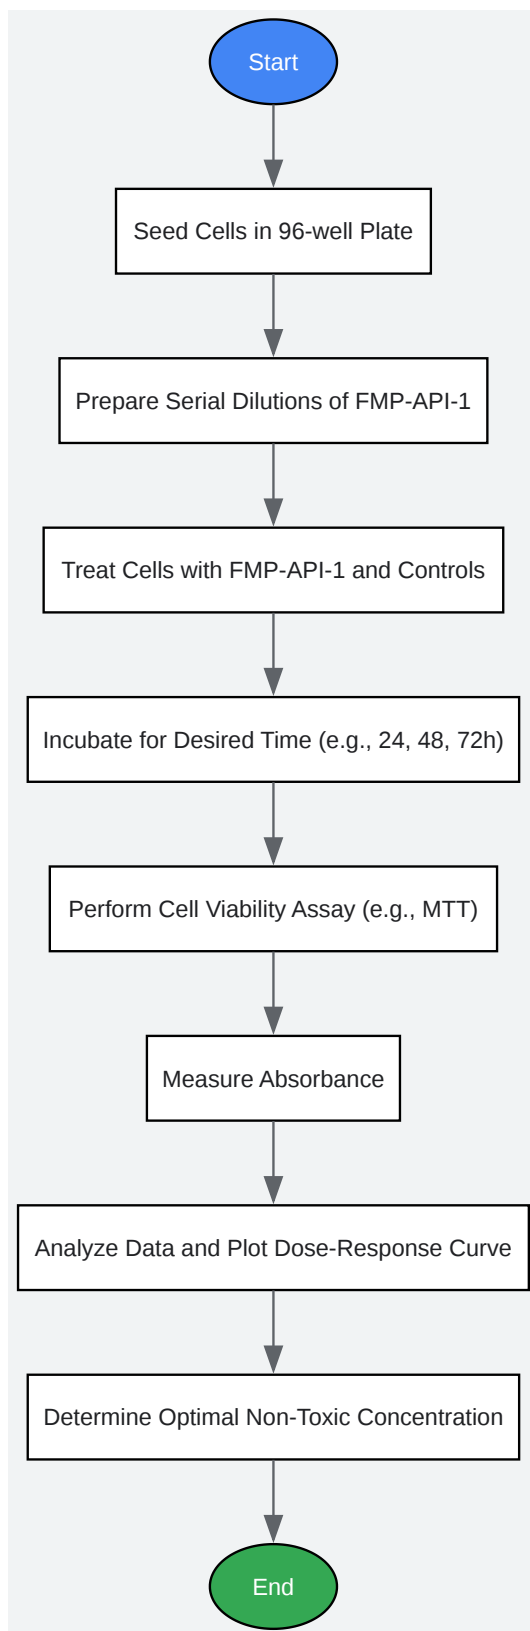 Start
Seed Cells in 96-well Plate
Prepare Serial Dilutions of FMP-API-1
Treat Cells with FMP-API-1 and Controls
Incubate for Desired Time (e.g., 24, 48, 72h)
Perform Cell Viability Assay (e.g., MTT)
Measure Absorbance
Analyze Data and Plot Dose-Response Curve
Determine Optimal Non-Toxic Concentration
End